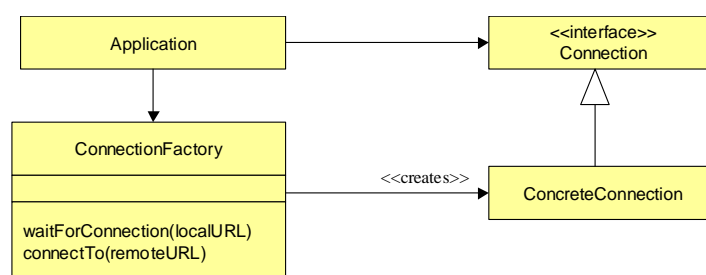 Application
<<interface>>
Connection
ConnectionFactory
<<creates>>
ConcreteConnection
waitForConnection(localURL)
connectTo(remoteURL)